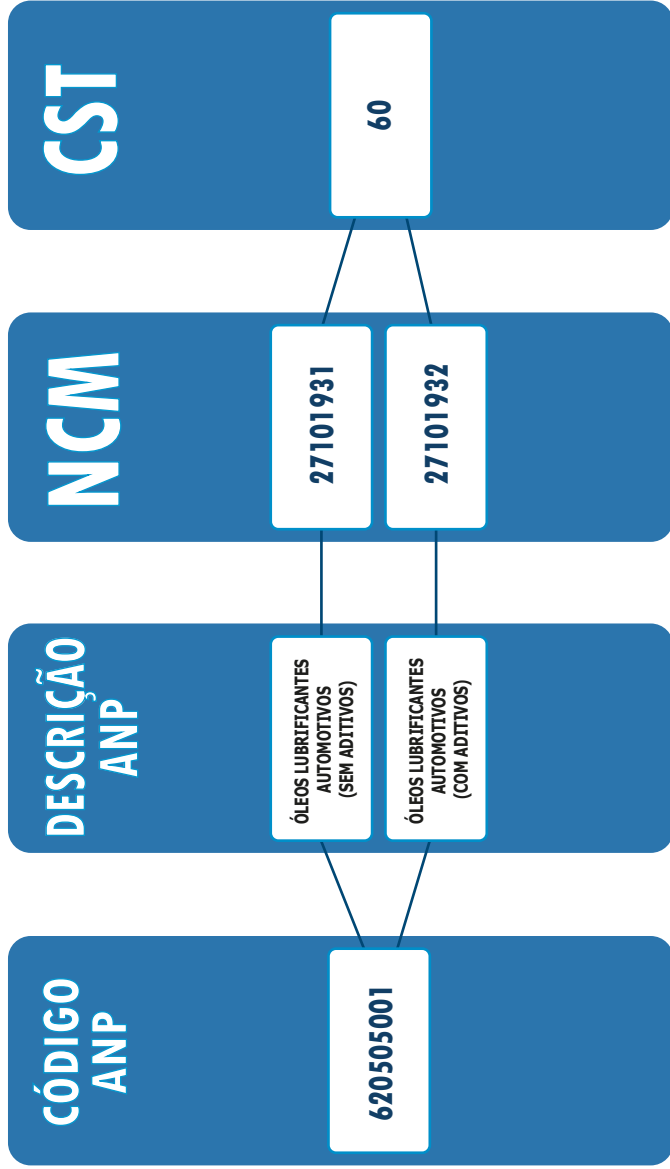 CÓDIGO
ANP
620505001
DESCRIÇÃO
ANP
ÓLEOS LUBRIFICANTES
AUTOMOTIVOS
(SEM ADITIVOS)
ÓLEOS LUBRIFICANTES
AUTOMOTIVOS
(COM ADITIVOS)
NCM
27101931
27101932
CST
60